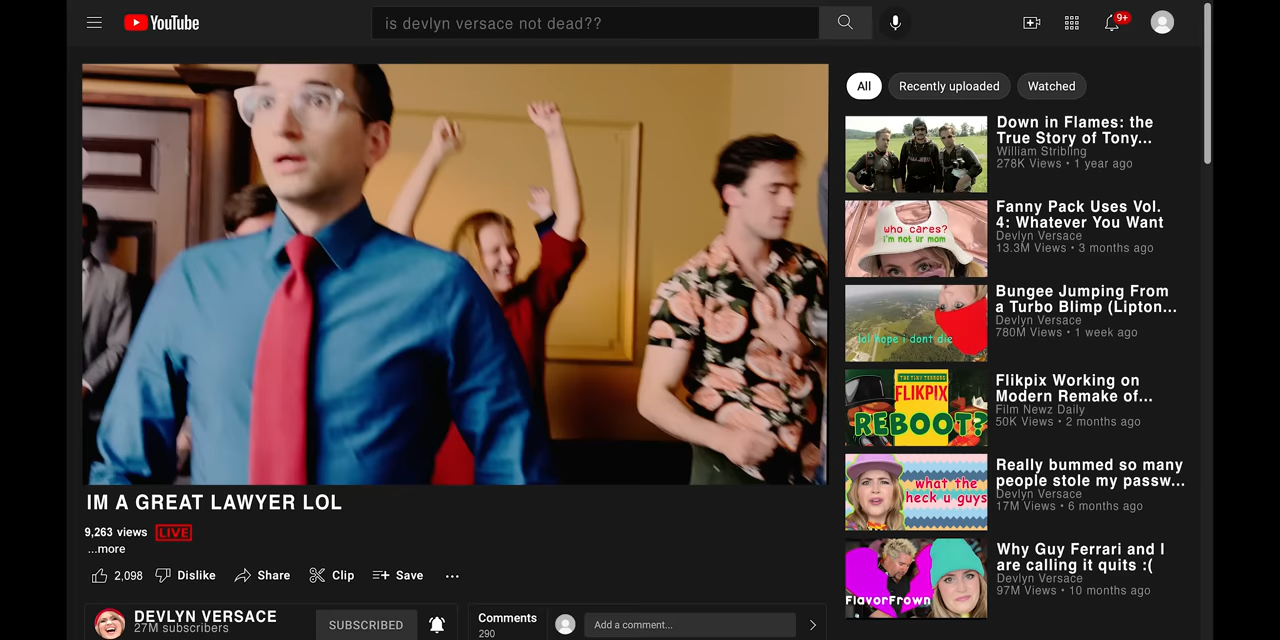 YouTube
is devlyn versace not dead??
9+
All
Recently uploaded
Watched
Down in Flames: the
True Story of Tony...
William Stribling
278K Views • 1 year ago
who cares?
i'm not ur mom
Fanny Pack Uses Vol.
4: Whatever You Want
Devlyn Versace
13.3M Views • 3 months ago
lol hope i dont die
Bungee Jumping From
a Turbo Blimp (Lipton...
Devlyn Versace
780M Views • 1 week ago
THE TINY TERRORS
FLIKPIX
REBOOT?
Flikpix Working on
Modern Remake of...
Film Newz Daily
50K Views • 2 months ago
what the
heck u guys
Really bummed so many
people stole my passw...
Devlyn Versace
17M Views • 6 months ago
FlavorFrown
Why Guy Ferrari and I
are calling it quits :(
Devlyn Versace
97M Views • 10 months ago
IM A GREAT LAWYER LOL
9,263 views LIVE
...more
2,098 Dislike Share Clip Save
DEVLYN VERSACE
27M subscribers
SUBSCRIBED
Comments
290
Add a comment...